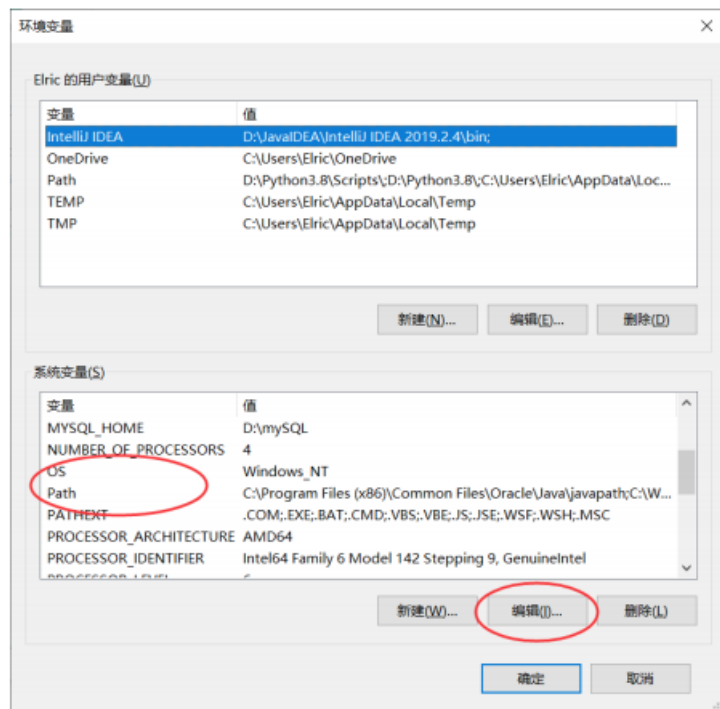 环境变量
Elric 的用户变量(U)
变量 值
IntelliJ IDEA D:\JavaIDEA\IntelliJ IDEA 2019.2.4\bin;
OneDrive C:\Users\Elric\OneDrive
Path D:\Python3.8\Scripts\;D:\Python3.8\;C:\Users\Elric\AppData\Loc...
TEMP C:\Users\Elric\AppData\Local\Temp
TMP C:\Users\Elric\AppData\Local\Temp
新建(N)... 编辑(E)... 删除(D)
系统变量(S)
变量 值
MYSQL_HOME D:\mySQL
NUMBER_OF_PROCESSORS 4
OS Windows_NT
Path C:\Program Files (x86)\Common Files\Oracle\Java\javapath;C:\W...
PATHEXT .COM;.EXE;.BAT;.CMD;.VBS;.VBE;.JS;.JSE;.WSF;.WSH;.MSC
PROCESSOR_ARCHITECTURE AMD64
PROCESSOR_IDENTIFIER Intel64 Family 6 Model 142 Stepping 9, GenuineIntel
PROCESSOR_LEVEL 6
新建(W)... 编辑(I)... 删除(L)
确定 取消